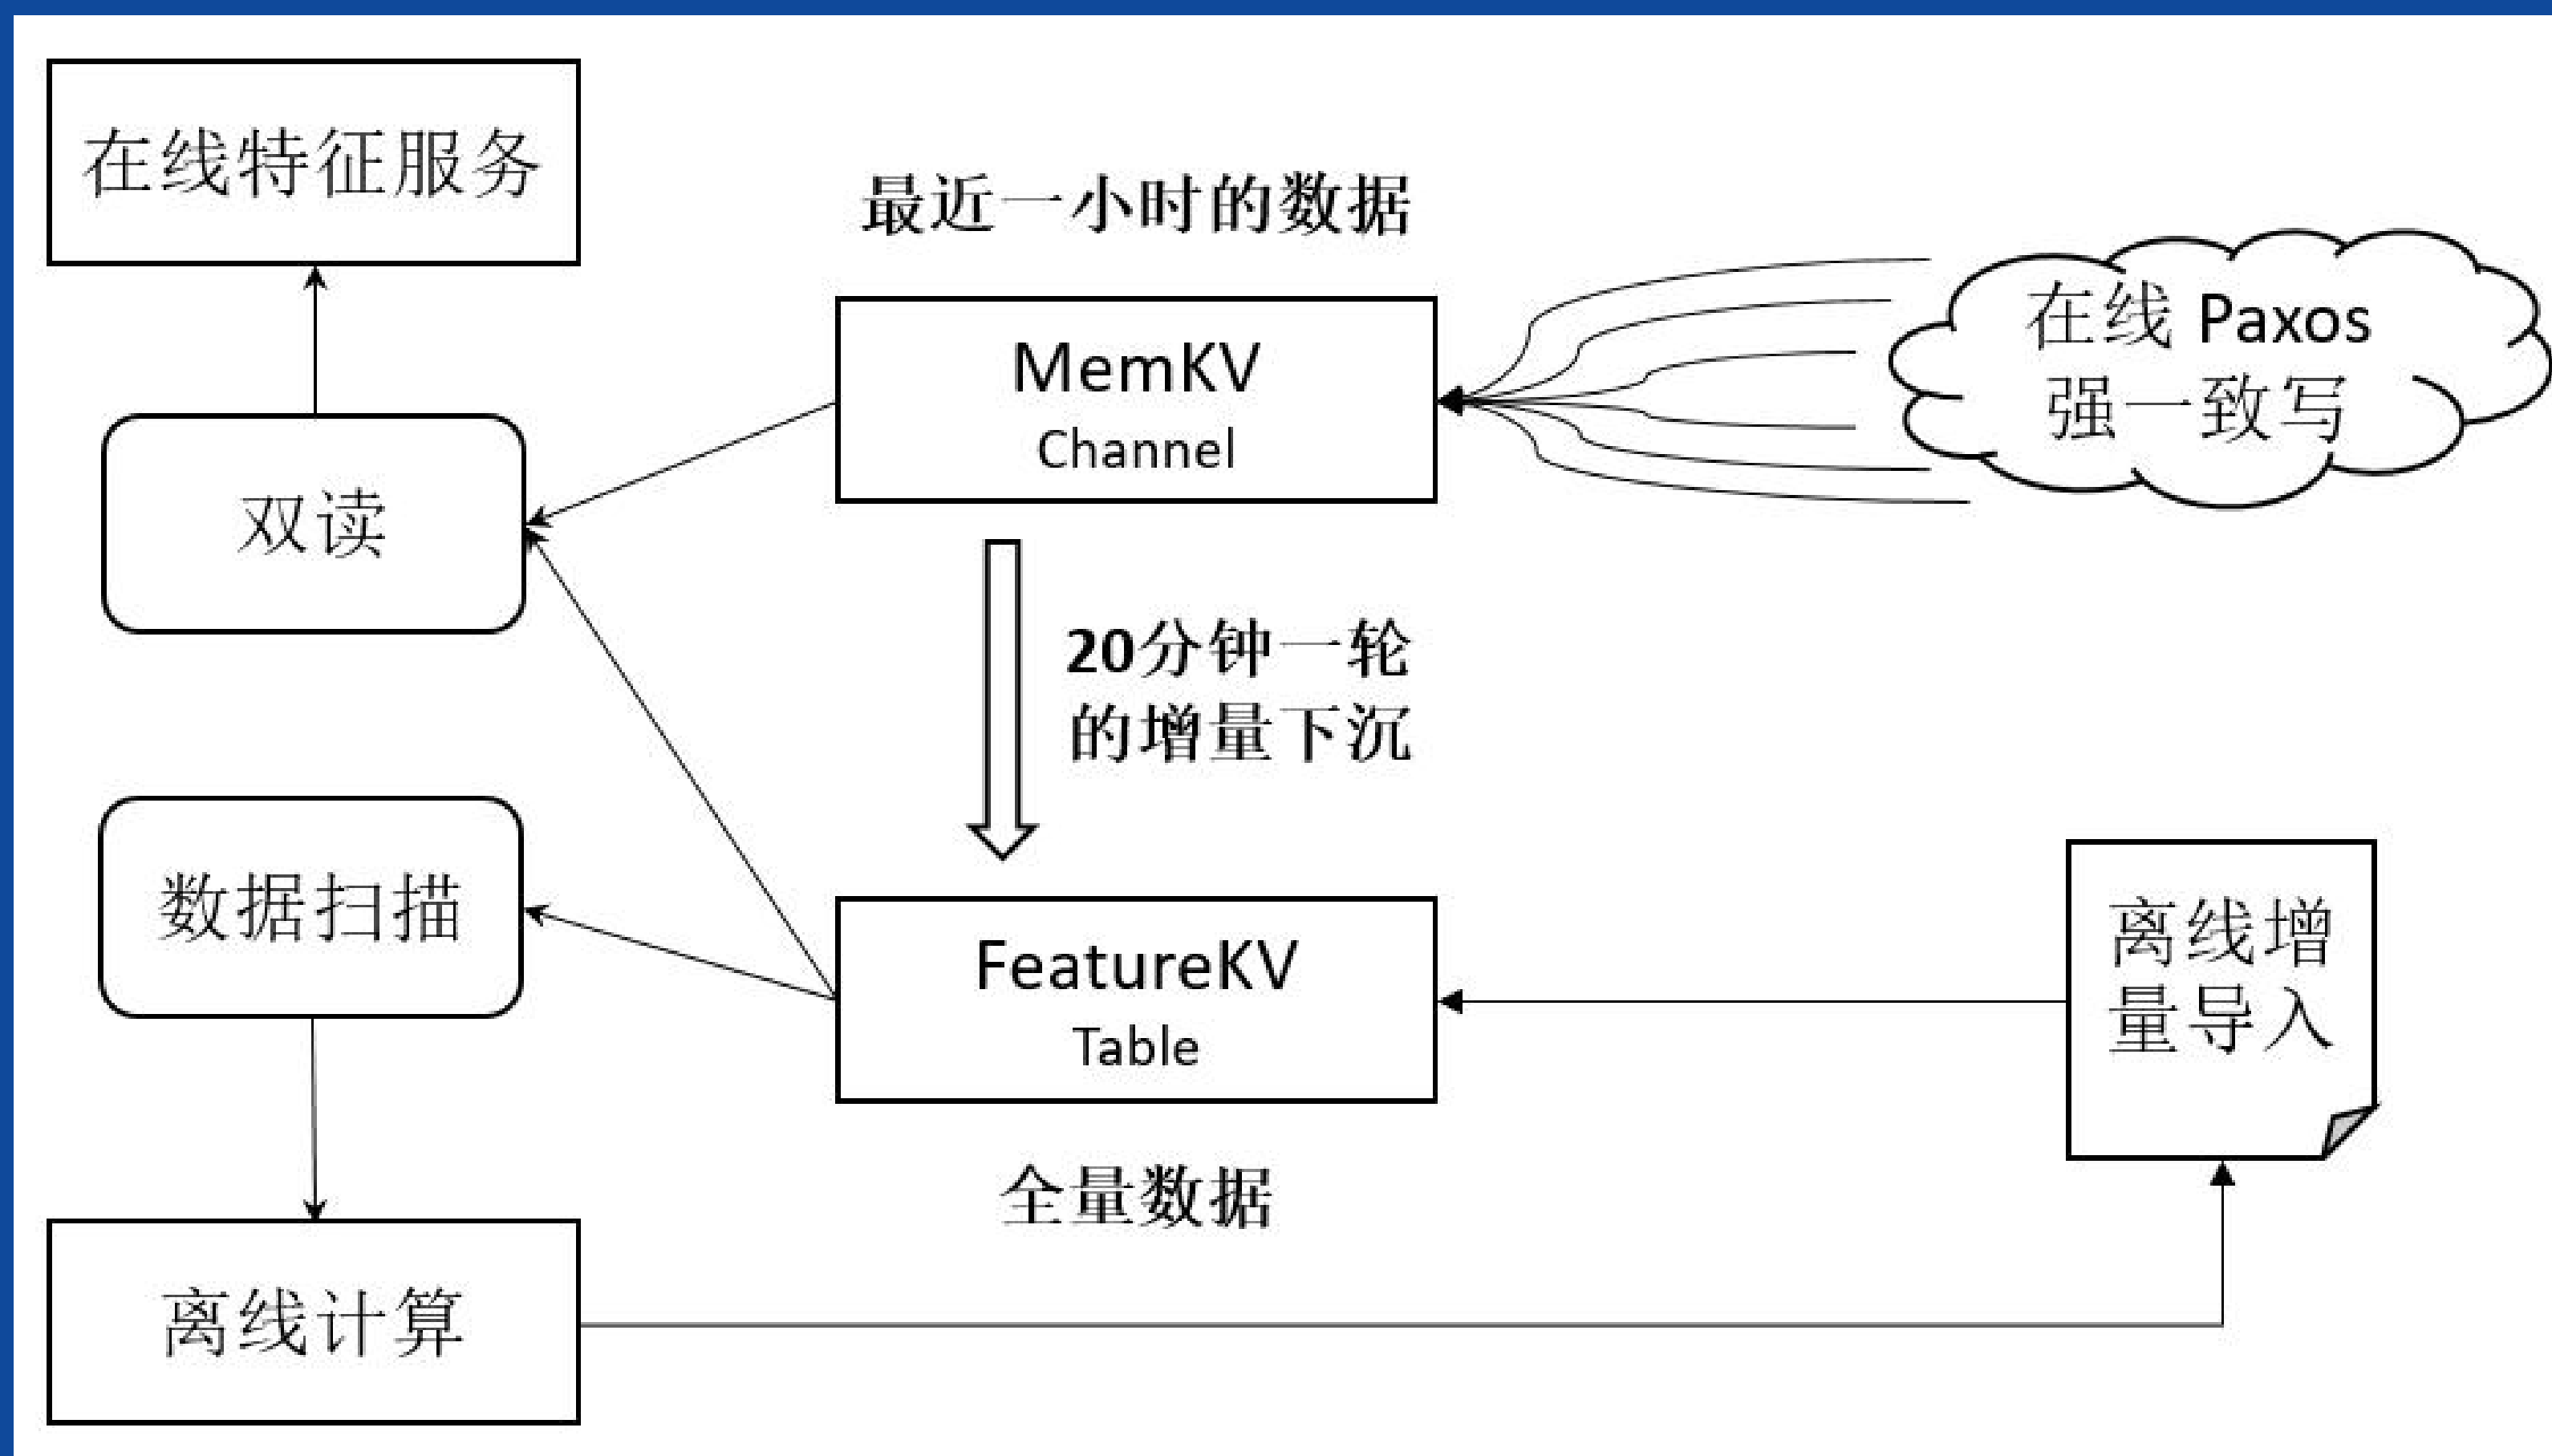 在线特征服务
最近一小时的数据
MemKV
Channel
在线 Paxos
强一致写
双读
20分钟一轮
的增量下沉
数据扫描
FeatureKV
Table
离线增
量导入
全量数据
离线计算